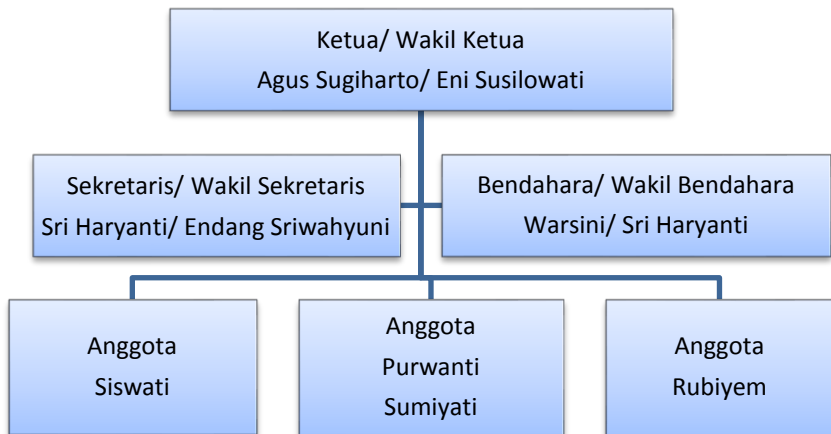 Ketua/ Wakil Ketua
Agus Sugiharto/ Eni Susilowati
Sekretaris/ Wakil Sekretaris
Sri Haryanti/ Endang Sriwahyuni
Bendahara/ Wakil Bendahara
Warsini/ Sri Haryanti
Anggota
Siswati
Anggota
Purwanti
Sumiyati
Anggota
Rubiyem